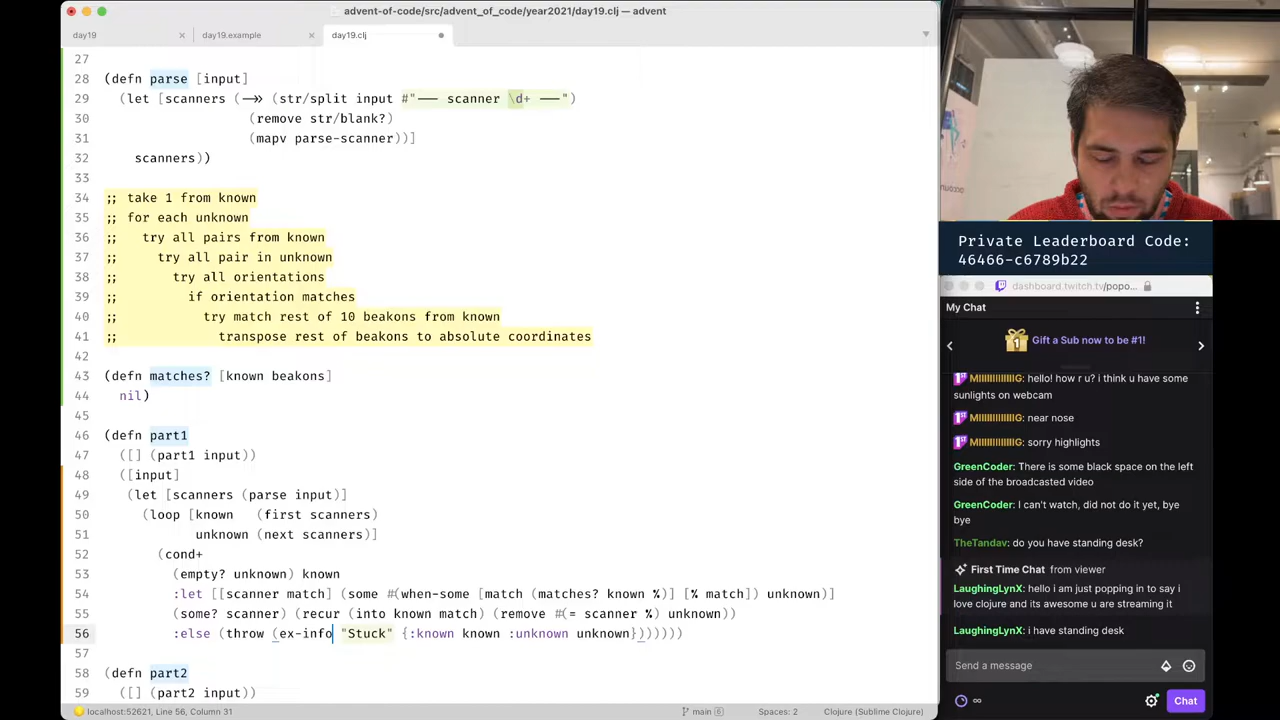 advent-of-code/src/advent_of_code/year2021/day19.clj — advent
day19
day19.example
day19.clj
27
28 (defn parse [input]
29 (let [scanners (->> (str/split input #"--- scanner \d+ ---")
30 (remove str/blank?)
31 (mapv parse-scanner))]
32 scanners))
33
34 ;; take 1 from known
35 ;; for each unknown
36 ;; try all pairs from known
37 ;; try all pair in unknown
38 ;; try all orientations
39 ;; if orientation matches
40 ;; try match rest of 10 beakons from known
41 ;; transpose rest of beakons to absolute coordinates
42
43 (defn matches? [known beakons]
44 nil)
45
46 (defn part1
47 ([] (part1 input))
48 ([input]
49 (let [scanners (parse input)]
50 (loop [known (first scanners)
51 unknown (next scanners)]
52 (cond+
53 (empty? unknown) known
54 :let [[scanner match] (some #(when-some [match (matches? known %)] [% match]) unknown)]
55 (some? scanner) (recur (into known match) (remove #(= scanner %) unknown))
56 :else (throw (ex-info "Stuck" {:known known :unknown unknown})))))))
57
58 (defn part2
59 ([] (part2 input))
localhost:52621, Line 56, Column 31
main 6
Spaces: 2
Clojure (Sublime Clojure)
Private Leaderboard Code:
46466-c6789b22
dashboard.twitch.tv/popo...
My Chat
Gift a Sub now to be #1!
hello! how r u? i think u have some
sunlights on webcam
near nose
sorry highlights
GreenCoder: There is some black space on the left
side of the broadcasted video
GreenCoder: I can't watch, did not do it yet, bye
bye
TheTandav: do you have standing desk?
First Time Chat from viewer
LaughingLynX: hello i am just popping in to say i
love clojure and its awesome u are streaming it
LaughingLynX: i have standing desk
Send a message
Chat